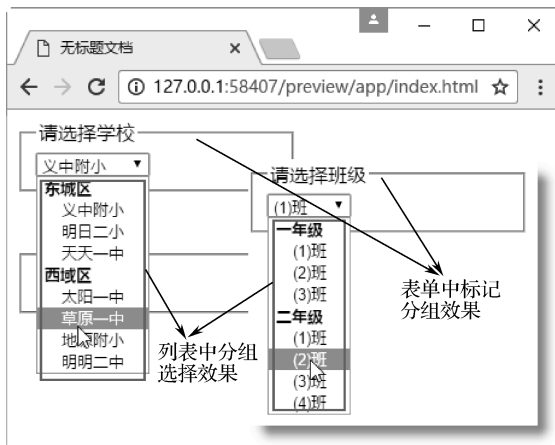 无标题文档
127.0.0.1:58407/preview/app/index.html
请选择学校
义中附小
东城区
义中附小
明日二小
天天一中
西城区
太阳一中
草原一中
明明二中
请选择班级
(1)班
一年级
(1)班
(2)班
(3)班
二年级
(1)班
(2)班
(3)班
(4)班
列表中分组
选择效果
表单中标记
分组效果